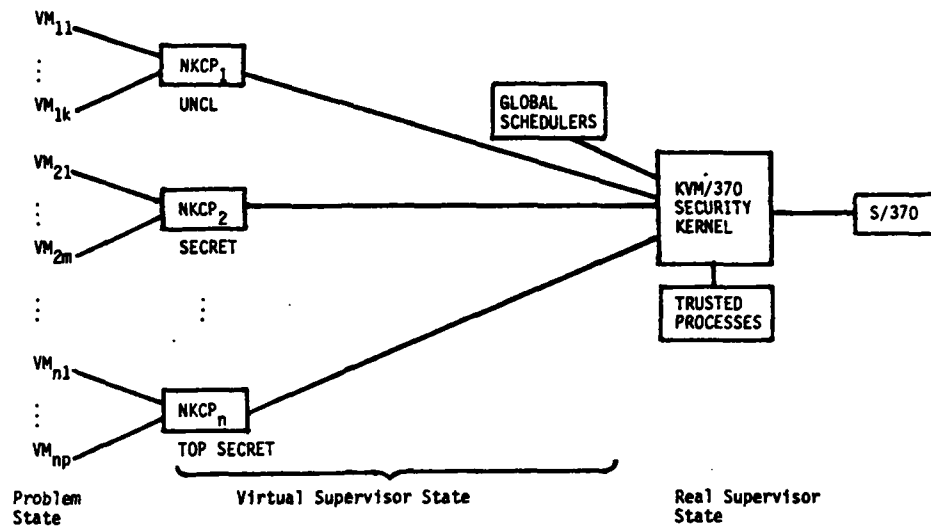 VM11
VM1k
NKCP1
UNCL
GLOBAL
SCHEDULERS
VM21
VM2m
NKCP2
SECRET
KVM/370
SECURITY
KERNEL
S/370
TRUSTED
PROCESSES
VMn1
VMnp
NKCPn
TOP SECRET
Problem
State
Virtual Supervisor State
Real Supervisor
State